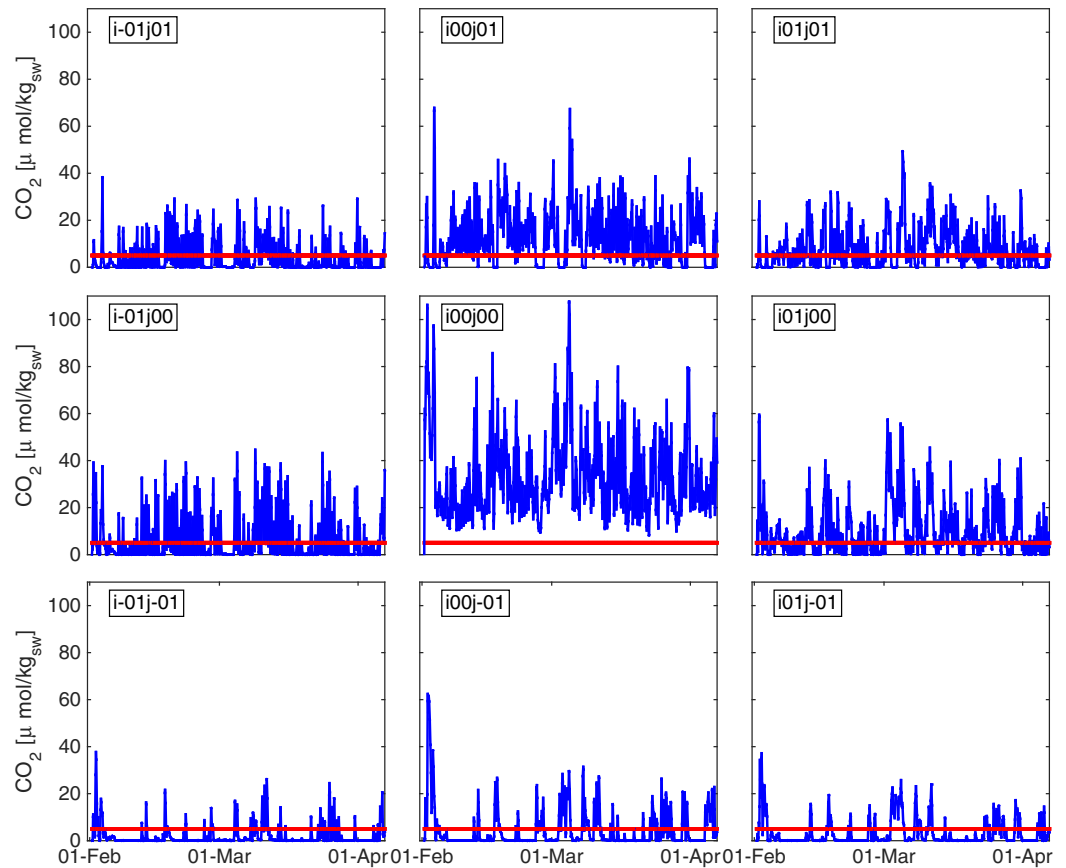 i-01j01
i00j01
i01j01
100
80
60
40
20
0
CO2 [μ mol/kgsw]
i-01j00
i00j00
i01j00
100
80
60
40
20
0
CO2 [μ mol/kgsw]
i-01j-01
i00j-01
i01j-01
100
80
60
40
20
0
CO2 [μ mol/kgsw]
01-Feb 01-Mar 01-Apr 01-Feb 01-Mar 01-Apr 01-Feb 01-Mar 01-Apr